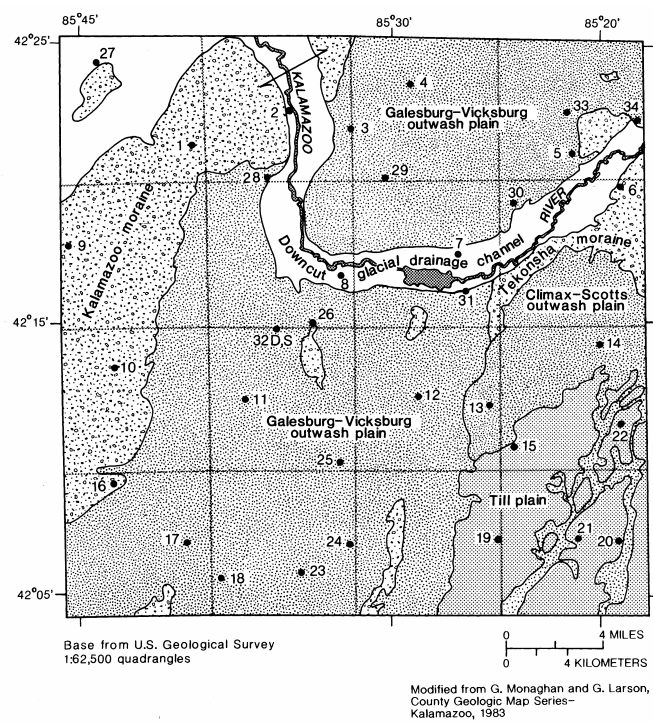 85°45' 85°30' 85°20'
42°25'
27
4
KALAMAZOO
Galesburg-Vicksburg
outwash plain
33
34
2
3
1
5
28
29
6
30
RIVER
Kalamazoo moraine
9
7
Downcut glacial drainage channel
Tekonsha moraine
8
31
Climax-Scotts
outwash plain
42°15'
26
32D,S
14
10
11
12
13
Galesburg-Vicksburg
outwash plain
22
15
25
16
Till plain
17
24
19
21
20
18
23
42°05'
Base from U.S. Geological Survey
1:62,500 quadrangles
0 4 MILES
0 4 KILOMETERS
Modified from G. Monaghan and G. Larson,
County Geologic Map Series-
Kalamazoo, 1983